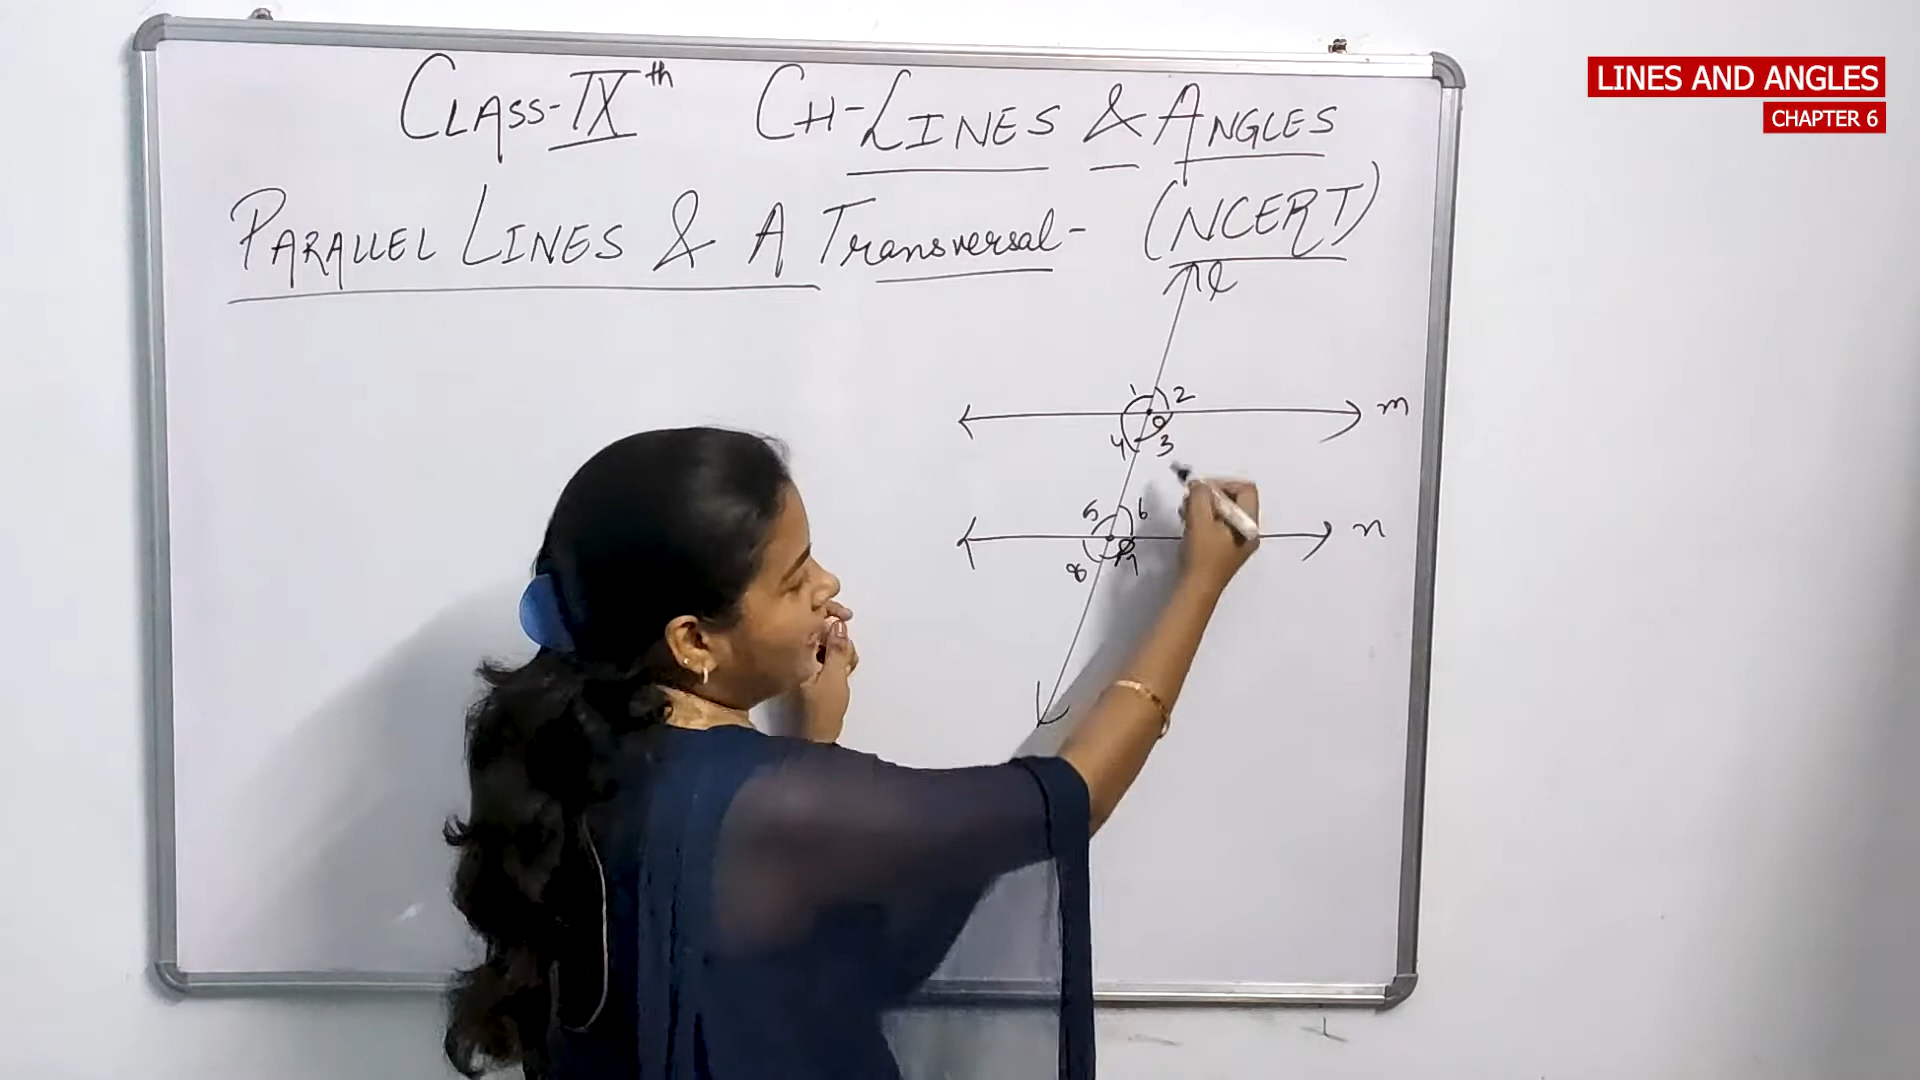 LINES AND ANGLES
CHAPTER 6
CLASS-IXth CH-LINES & ANGLES
PARALLEL LINES & A Transversal- (NCERT)
l
1 2
m
O
4 3
5 6
n
P
8 7